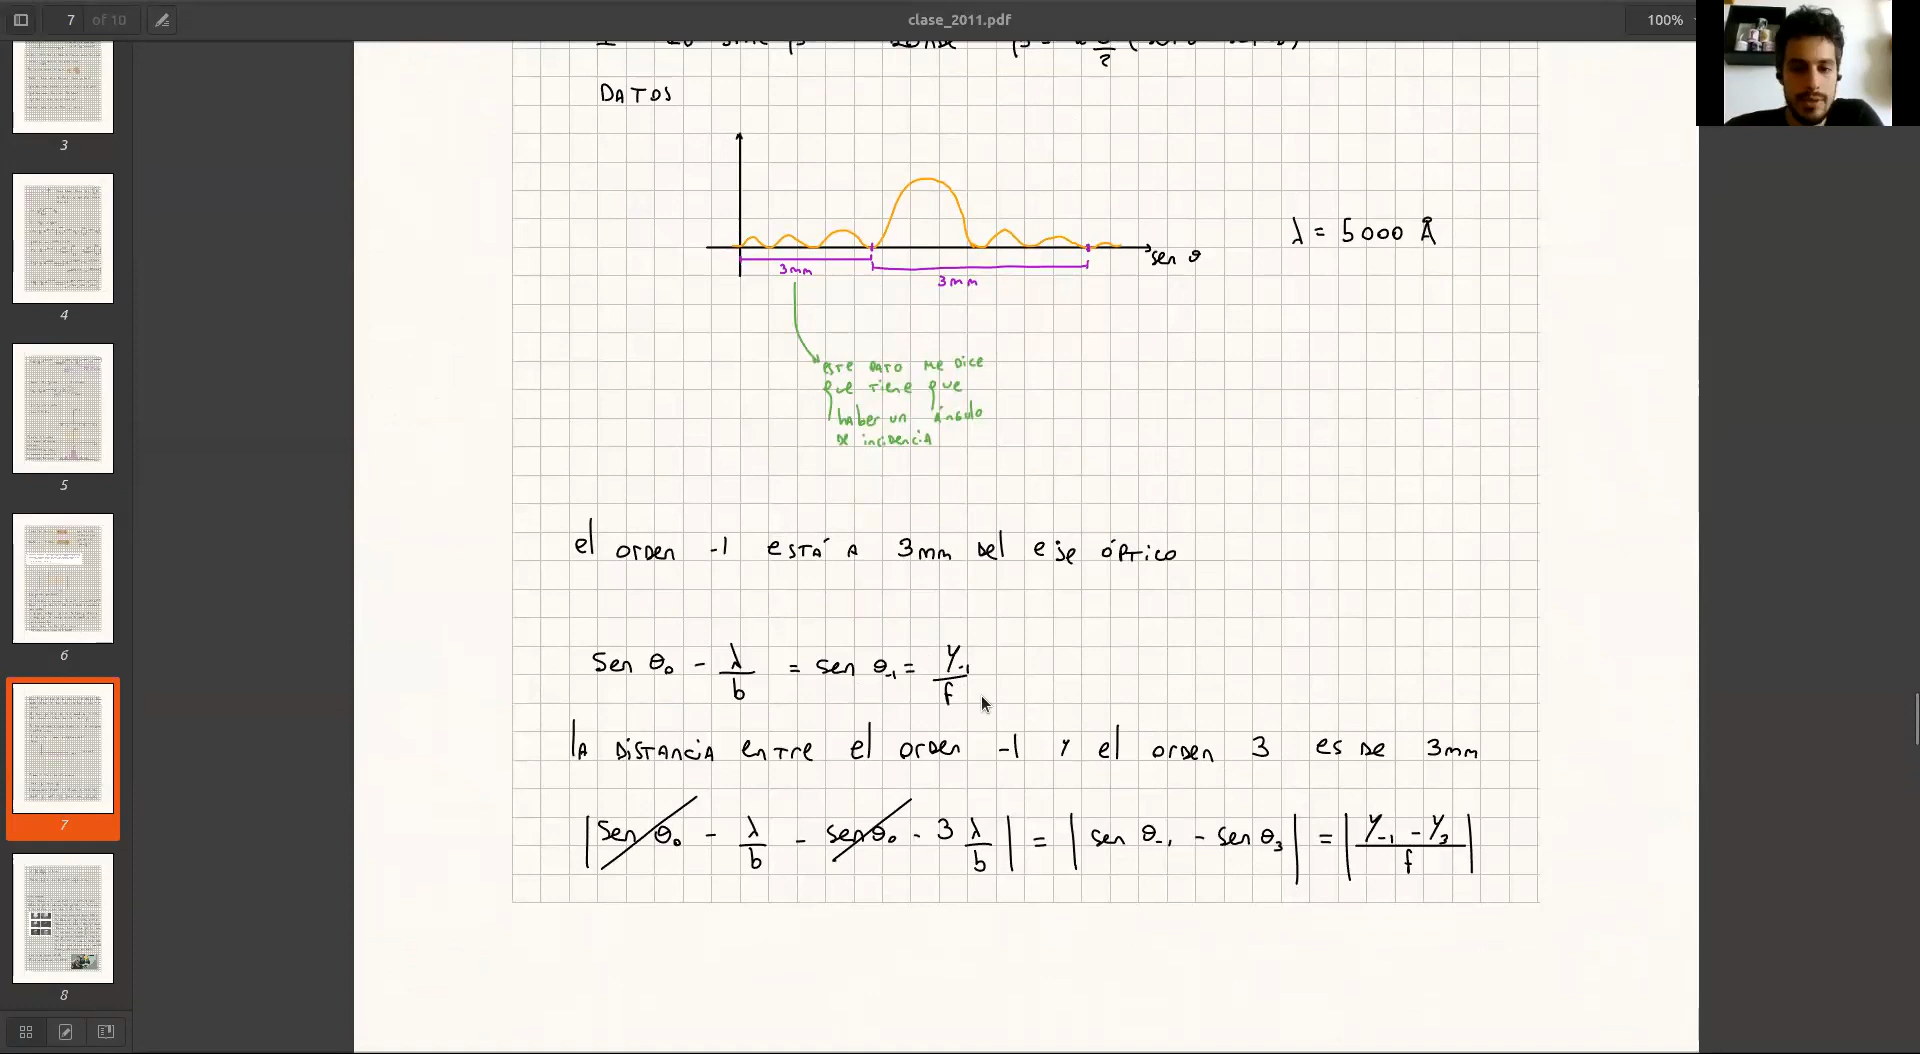 7 of 10
clase_2011.pdf
100%
DATOS
λ = 5000 Å
sen θ
3mm
3mm
este dato me dice
que tiene que
haber un ángulo
de incidencia
el orden -1 está a 3mm del eje óptico
Sen θ₀ - λ/b = sen θ₋₁ = y₋₁/f
la distancia entre el orden -1 y el orden 3 es de 3mm
|sen θ₀ - λ/b - sen θ₀ - 3 λ/b| = |sen θ₋₁ - sen θ₃| = |(y₋₁ - y₃)/f|
3
4
5
6
7
8